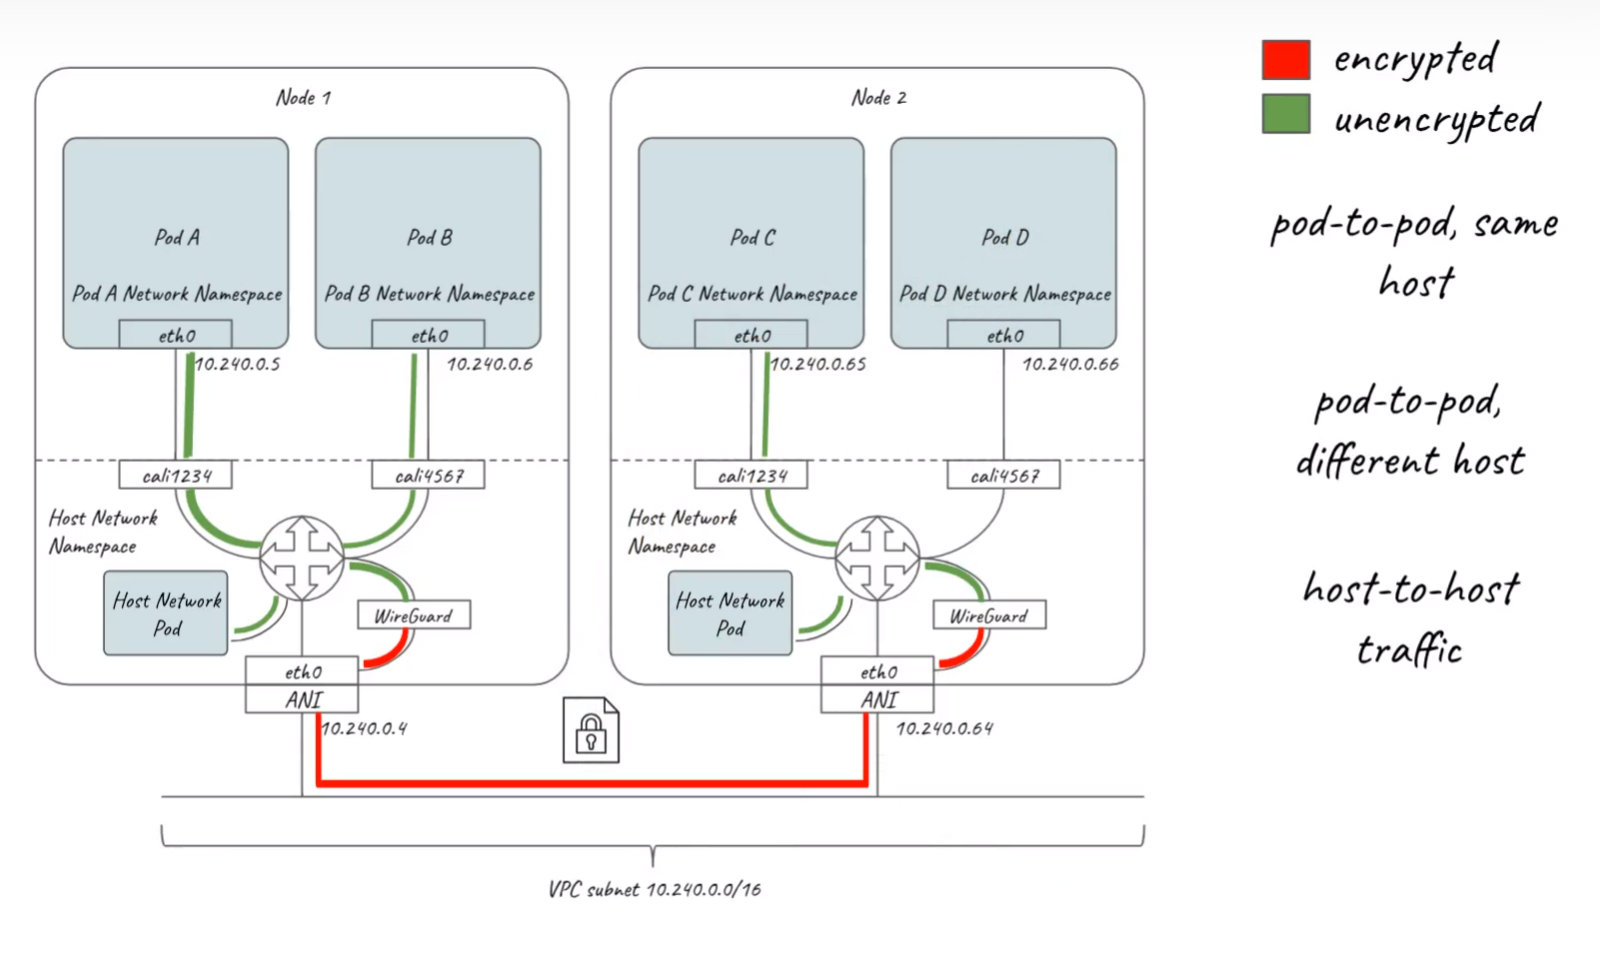 Node 1
Pod A
Pod A Network Namespace
eth0
10.240.0.5
Pod B
Pod B Network Namespace
eth0
10.240.0.6
cali1234
cali4567
Host Network
Namespace
Host Network
Pod
WireGuard
eth0
ANI
10.240.0.4
Node 2
Pod C
Pod C Network Namespace
eth0
10.240.0.65
Pod D
Pod D Network Namespace
eth0
10.240.0.66
cali1234
cali4567
Host Network
Namespace
Host Network
Pod
WireGuard
eth0
ANI
10.240.0.64
VPC subnet 10.240.0.0/16
encrypted
unencrypted
pod-to-pod, same
host
pod-to-pod,
different host
host-to-host
traffic